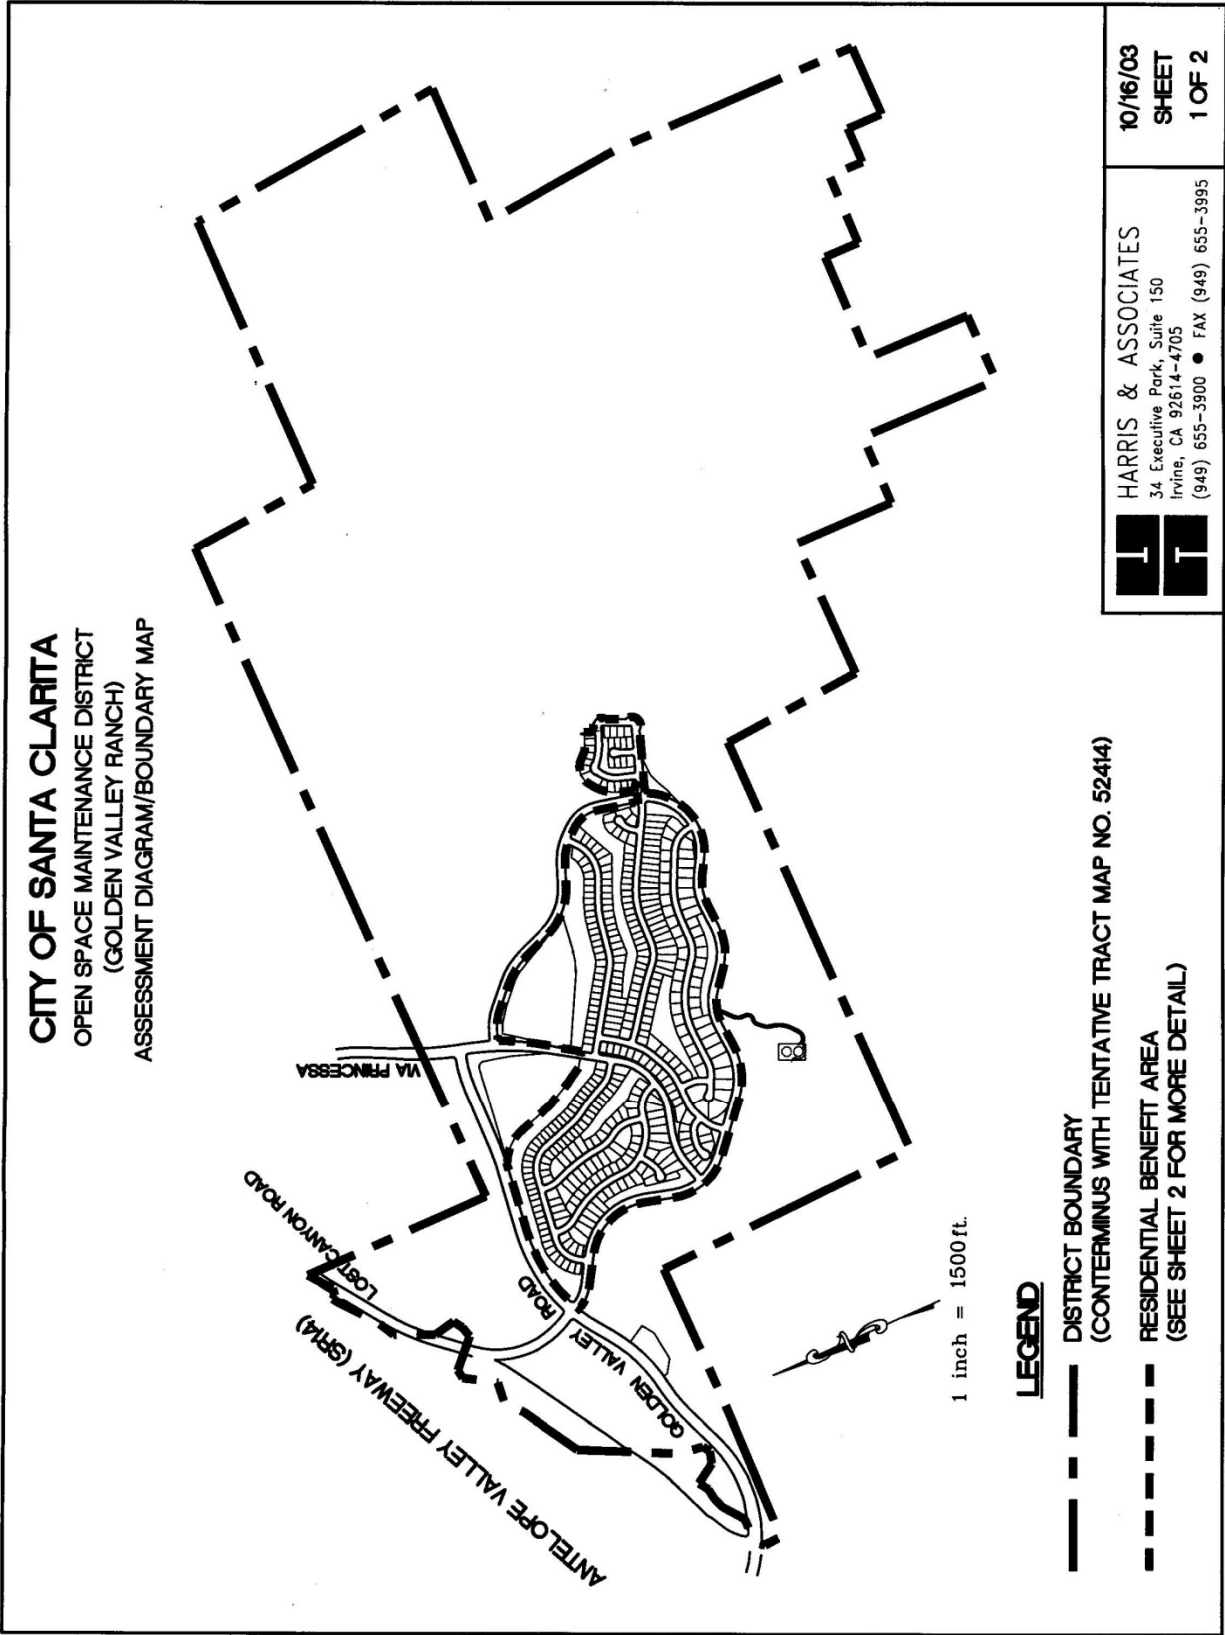 CITY OF SANTA CLARITA
OPEN SPACE MAINTENANCE DISTRICT
(GOLDEN VALLEY RANCH)
ASSESSMENT DIAGRAM/BOUNDARY MAP
ANTELOPE VALLEY FREEWAY (SR14)
LOST CANYON ROAD
VIA PRINCESSA
GOLDEN VALLEY
ROAD
1 inch = 1500 ft.
LEGEND
DISTRICT BOUNDARY
(CONTERMINUS WITH TENTATIVE TRACT MAP NO. 52414)
RESIDENTIAL BENEFIT AREA
(SEE SHEET 2 FOR MORE DETAIL)
HARRIS & ASSOCIATES
34 Executive Park, Suite 150
Irvine, CA 92614-4705
(949) 655-3900 ● FAX (949) 655-3995
10/16/03
SHEET
1 OF 2